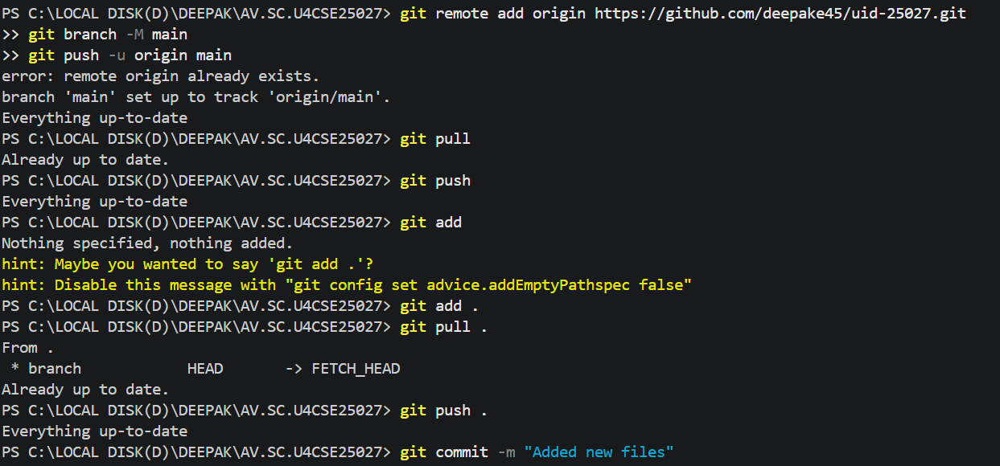 PS C:\LOCAL DISK(D)\DEEPAK\AV.SC.U4CSE25027> git remote add origin https://github.com/deepake45/uid-25027.git
>> git branch -M main
>> git push -u origin main
error: remote origin already exists.
branch 'main' set up to track 'origin/main'.
Everything up-to-date
PS C:\LOCAL DISK(D)\DEEPAK\AV.SC.U4CSE25027> git pull
Already up to date.
PS C:\LOCAL DISK(D)\DEEPAK\AV.SC.U4CSE25027> git push
Everything up-to-date
PS C:\LOCAL DISK(D)\DEEPAK\AV.SC.U4CSE25027> git add
Nothing specified, nothing added.
hint: Maybe you wanted to say 'git add .'?
hint: Disable this message with "git config set advice.addEmptyPathspec false"
PS C:\LOCAL DISK(D)\DEEPAK\AV.SC.U4CSE25027> git add .
PS C:\LOCAL DISK(D)\DEEPAK\AV.SC.U4CSE25027> git pull .
From .
 * branch            HEAD       -> FETCH_HEAD
Already up to date.
PS C:\LOCAL DISK(D)\DEEPAK\AV.SC.U4CSE25027> git push .
Everything up-to-date
PS C:\LOCAL DISK(D)\DEEPAK\AV.SC.U4CSE25027> git commit -m "Added new files"